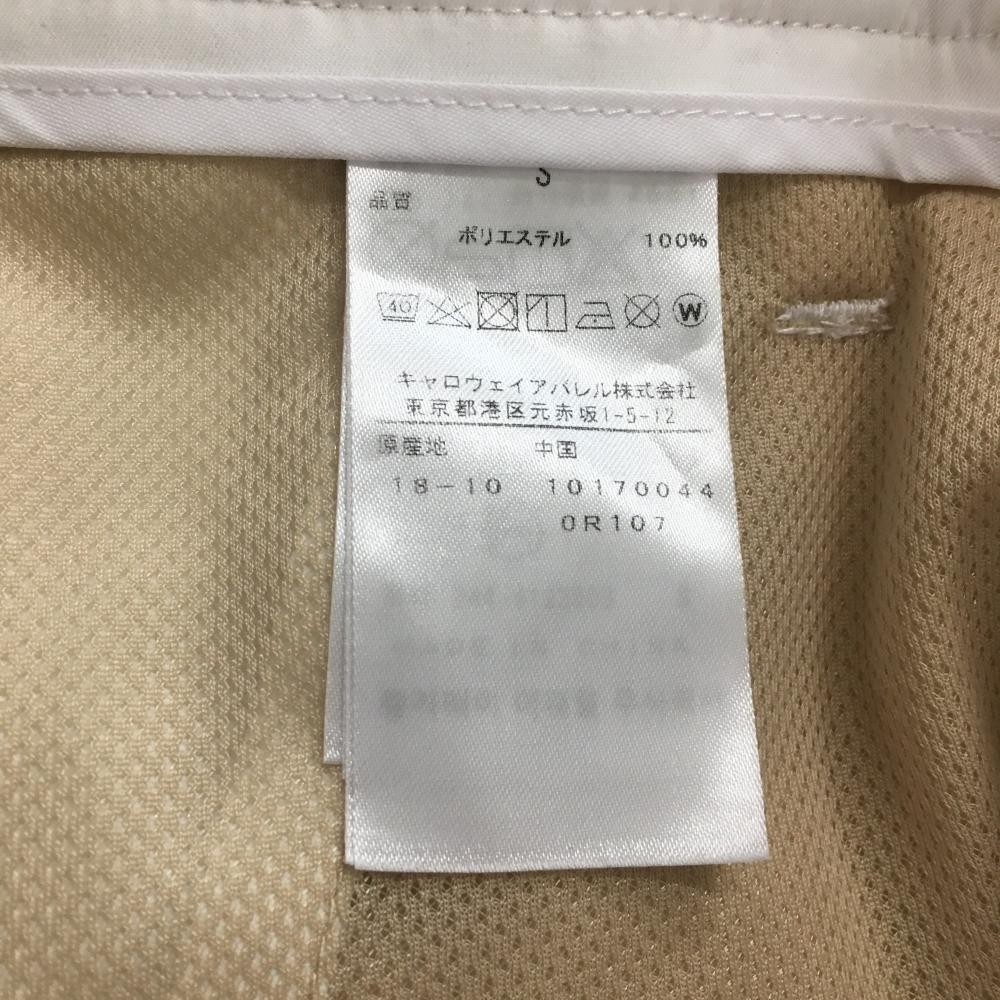 S
品質
ポリエステル 100%
40 W
キャロウェイアパレル株式会社
東京都港区元赤坂1-5-12
原産地 中国
18-10 10170044
0R107